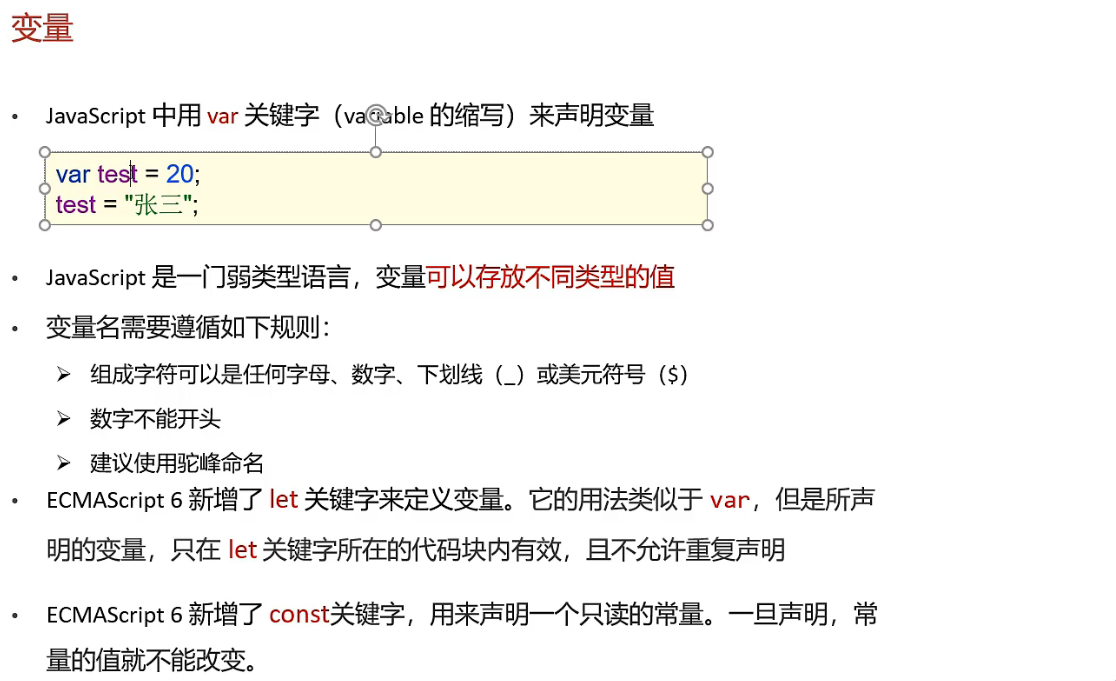 变量
• JavaScript 中用 var 关键字（variable 的缩写）来声明变量
var test = 20;
test = "张三";
• JavaScript 是一门弱类型语言，变量可以存放不同类型的值
• 变量名需要遵循如下规则：
➢ 组成字符可以是任何字母、数字、下划线（_）或美元符号（$）
➢ 数字不能开头
➢ 建议使用驼峰命名
• ECMAScript 6 新增了 let 关键字来定义变量。它的用法类似于 var，但是所声
明的变量，只在 let 关键字所在的代码块内有效，且不允许重复声明
• ECMAScript 6 新增了 const关键字，用来声明一个只读的常量。一旦声明，常
量的值就不能改变。